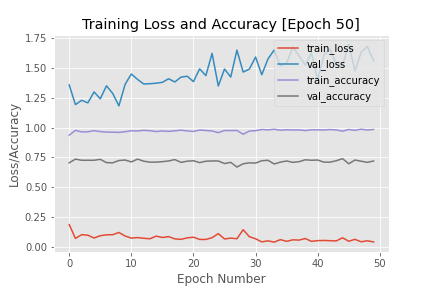 Training Loss and Accuracy [Epoch 50]
Loss/Accuracy
1.75
1.50
1.25
1.00
0.75
0.50
0.25
0.00
train_loss
val_loss
train_accuracy
val_accuracy
0 10 20 30 40 50
Epoch Number